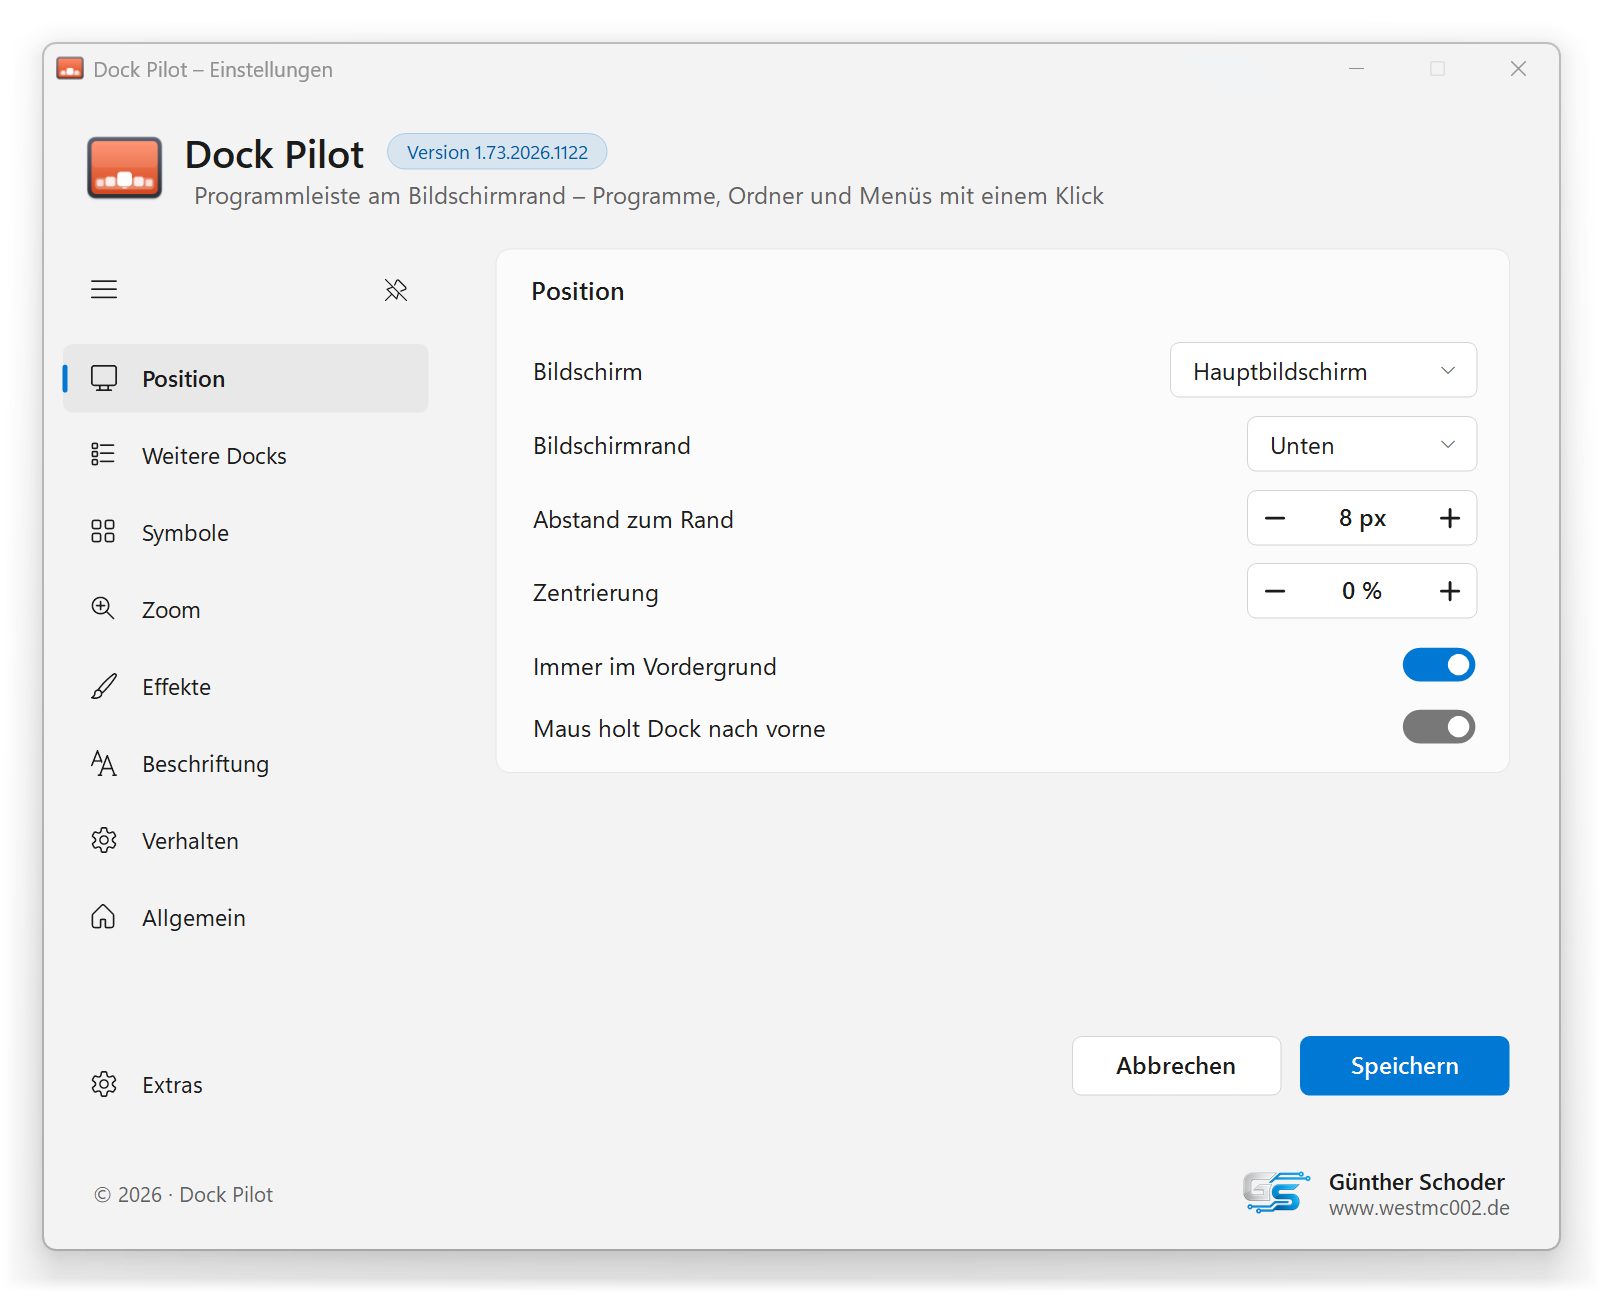 Dock Pilot – Einstellungen
Dock Pilot
Version 1.73.2026.1122
Programmleiste am Bildschirmrand – Programme, Ordner und Menüs mit einem Klick
Position
Weitere Docks
Symbole
Zoom
Effekte
Beschriftung
Verhalten
Allgemein
Extras
Position
Bildschirm
Hauptbildschirm
Bildschirmrand
Unten
Abstand zum Rand
8 px
Zentrierung
0 %
Immer im Vordergrund
Maus holt Dock nach vorne
Abbrechen
Speichern
© 2026 · Dock Pilot
GS
Günther Schoder
www.westmc002.de